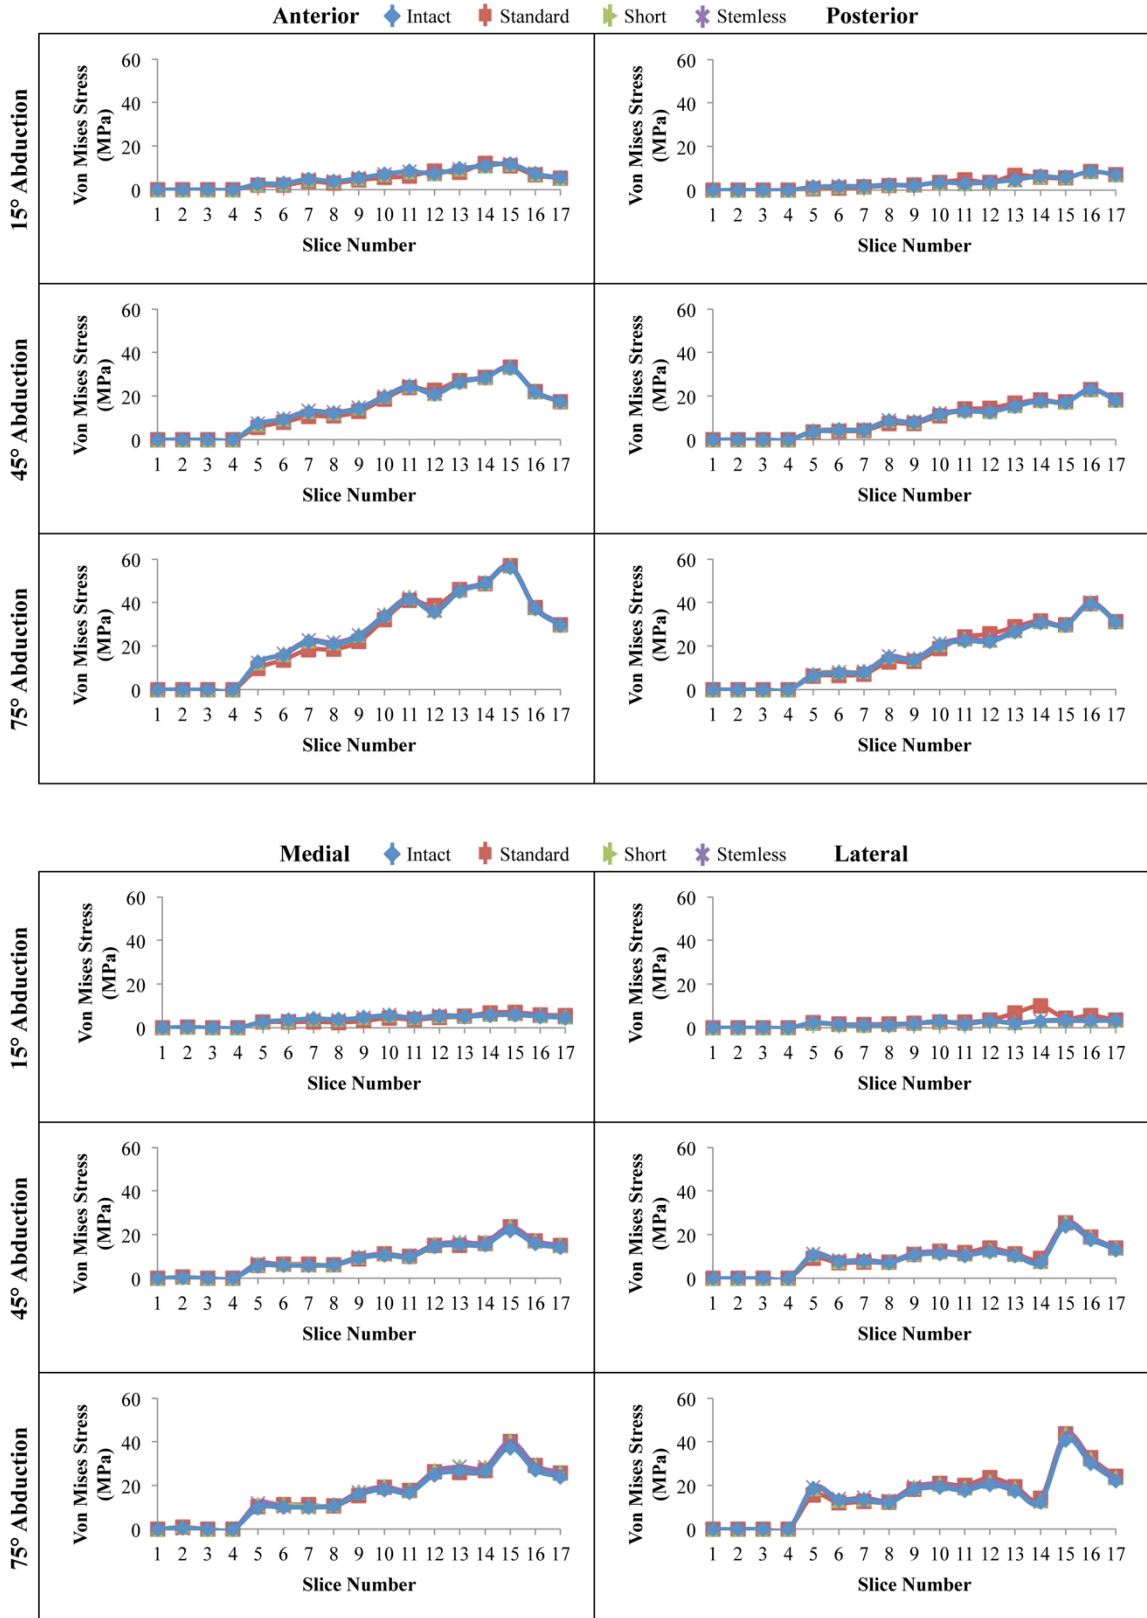 Anterior Intact Standard Short Stemless Posterior
15° Abduction
Von Mises Stress
(MPa)
60
40
20
0
1 2 3 4 5 6 7 8 9 10 11 12 13 14 15 16 17
Slice Number
Von Mises Stress
(MPa)
60
40
20
0
1 2 3 4 5 6 7 8 9 10 11 12 13 14 15 16 17
Slice Number
45° Abduction
Von Mises Stress
(MPa)
60
40
20
0
1 2 3 4 5 6 7 8 9 10 11 12 13 14 15 16 17
Slice Number
Von Mises Stress
(MPa)
60
40
20
0
1 2 3 4 5 6 7 8 9 10 11 12 13 14 15 16 17
Slice Number
75° Abduction
Von Mises Stress
(MPa)
60
40
20
0
1 2 3 4 5 6 7 8 9 10 11 12 13 14 15 16 17
Slice Number
Von Mises Stress
(MPa)
60
40
20
0
1 2 3 4 5 6 7 8 9 10 11 12 13 14 15 16 17
Slice Number
Medial Intact Standard Short Stemless Lateral
15° Abduction
Von Mises Stress
(MPa)
60
40
20
0
1 2 3 4 5 6 7 8 9 10 11 12 13 14 15 16 17
Slice Number
Von Mises Stress
(MPa)
60
40
20
0
1 2 3 4 5 6 7 8 9 10 11 12 13 14 15 16 17
Slice Number
45° Abduction
Von Mises Stress
(MPa)
60
40
20
0
1 2 3 4 5 6 7 8 9 10 11 12 13 14 15 16 17
Slice Number
Von Mises Stress
(MPa)
60
40
20
0
1 2 3 4 5 6 7 8 9 10 11 12 13 14 15 16 17
Slice Number
75° Abduction
Von Mises Stress
(MPa)
60
40
20
0
1 2 3 4 5 6 7 8 9 10 11 12 13 14 15 16 17
Slice Number
Von Mises Stress
(MPa)
60
40
20
0
1 2 3 4 5 6 7 8 9 10 11 12 13 14 15 16 17
Slice Number